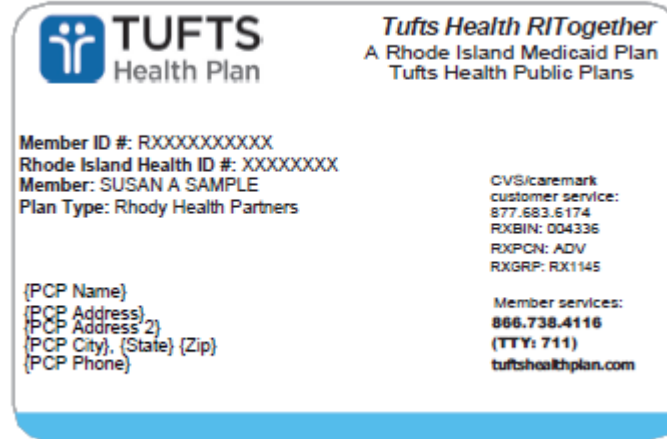 TUFTS
Health Plan
Tufts Health RITogether
A Rhode Island Medicaid Plan
Tufts Health Public Plans
Member ID #: RXXXXXXXXXX
Rhode Island Health ID #: XXXXXXXX
Member: SUSAN A SAMPLE
Plan Type: Rhody Health Partners
CVS/caremark
customer service:
877.683.6174
RXBIN: 004336
RXPCN: ADV
RXGRP: RX1145
{PCP Name}
{PCP Address}
{PCP Address 2}
{PCP City}, {State} {Zip}
{PCP Phone}
Member services:
866.738.4116
(TTY: 711)
tuftshealthplan.com